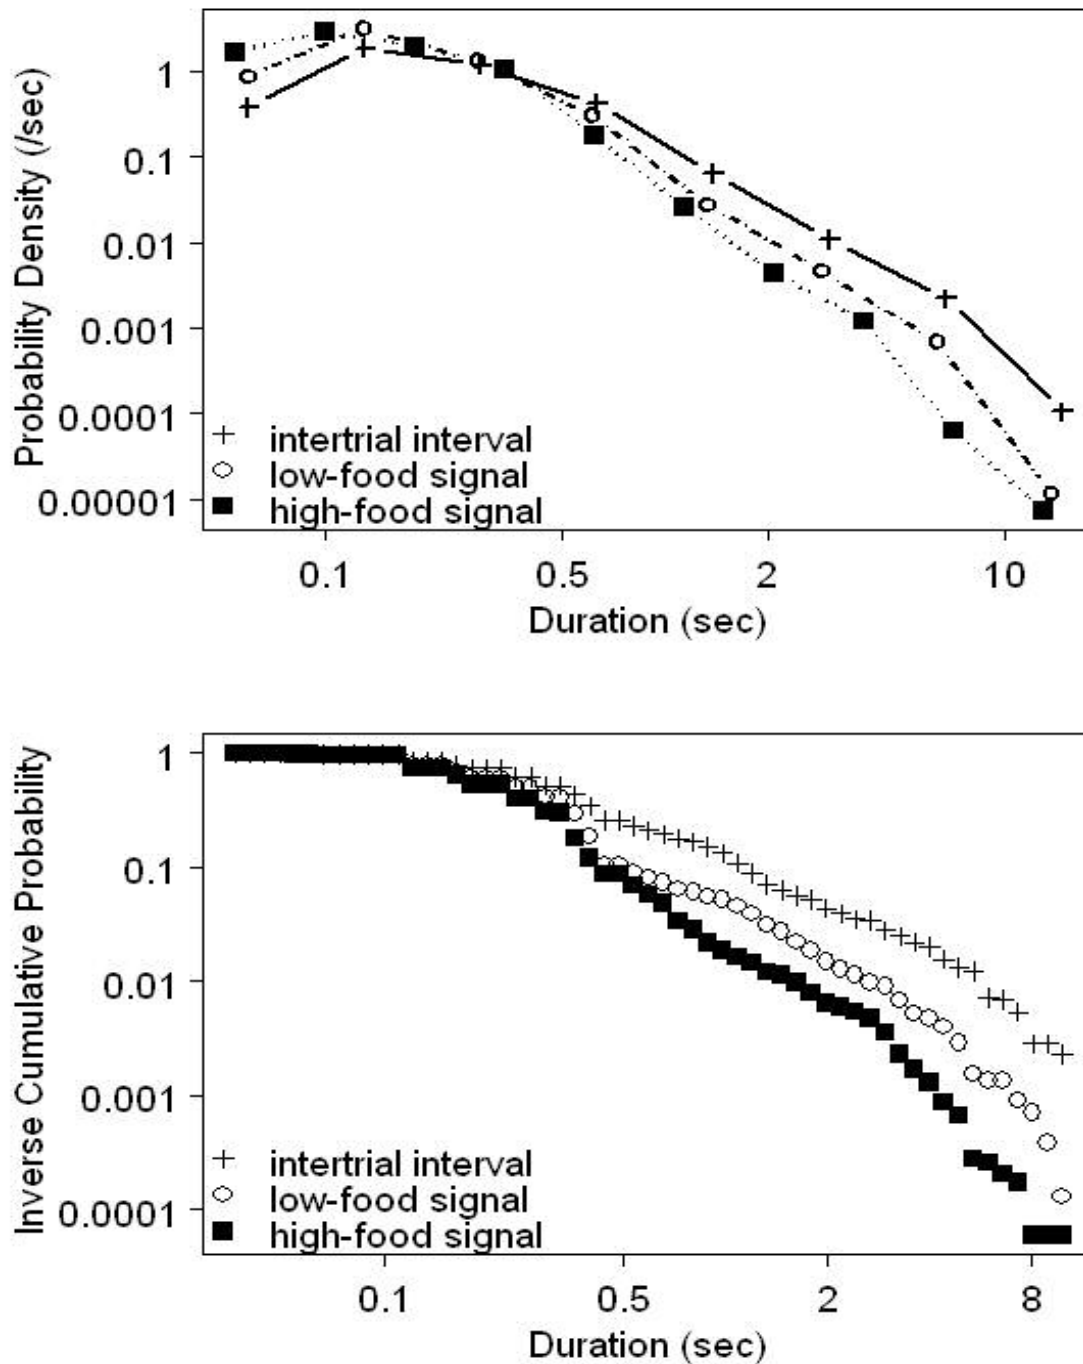 Probability Density (/sec)
1
0.1
0.01
0.001
0.0001
0.00001
intertrial interval
low-food signal
high-food signal
0.1 0.5 2 10
Duration (sec)
Inverse Cumulative Probability
1
0.1
0.01
0.001
0.0001
intertrial interval
low-food signal
high-food signal
0.1 0.5 2 8
Duration (sec)